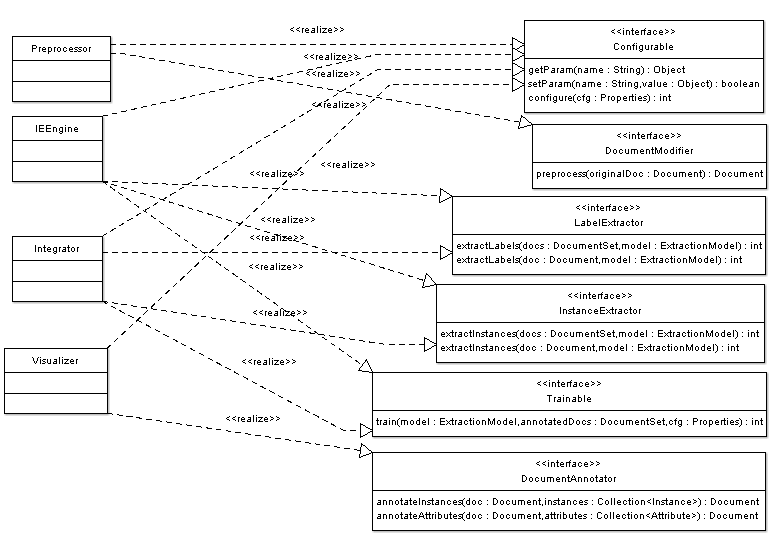 Preprocessor
IEEngine
Integrator
Visualizer
<<realize>>
<<realize>>
<<realize>>
<<realize>>
<<realize>>
<<realize>>
<<realize>>
<<realize>>
<<realize>>
<<realize>>
<<realize>>
<<realize>>
<<interface>>
Configurable
getParam(name : String) : Object
setParam(name : String,value : Object) : boolean
configure(cfg : Properties) : int
<<interface>>
DocumentModifier
preprocess(originalDoc : Document) : Document
<<interface>>
LabelExtractor
extractLabels(docs : DocumentSet,model : ExtractionModel) : int
extractLabels(doc : Document,model : ExtractionModel) : int
<<interface>>
InstanceExtractor
extractInstances(docs : DocumentSet,model : ExtractionModel) : int
extractInstances(doc : Document,model : ExtractionModel) : int
<<interface>>
Trainable
train(model : ExtractionModel,annotatedDocs : DocumentSet,cfg : Properties) : int
<<interface>>
DocumentAnnotator
annotateInstances(doc : Document,instances : Collection<Instance>) : Document
annotateAttributes(doc : Document,attributes : Collection<Attribute>) : Document